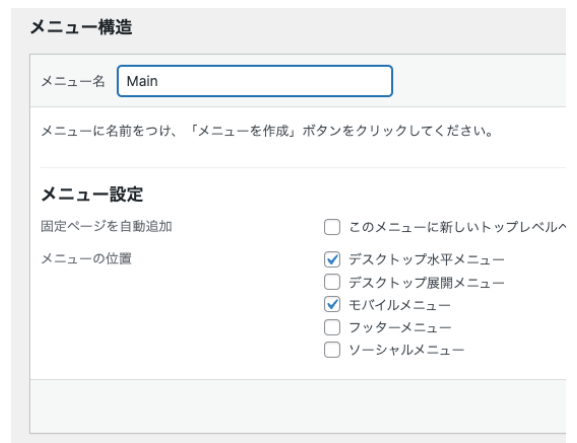 メニュー構造
メニュー名 Main
メニューに名前をつけ、「メニューを作成」ボタンをクリックしてください。
メニュー設定
固定ページを自動追加 このメニューに新しいトップレベルペ
メニューの位置 デスクトップ水平メニュー
デスクトップ展開メニュー
モバイルメニュー
フッターメニュー
ソーシャルメニュー